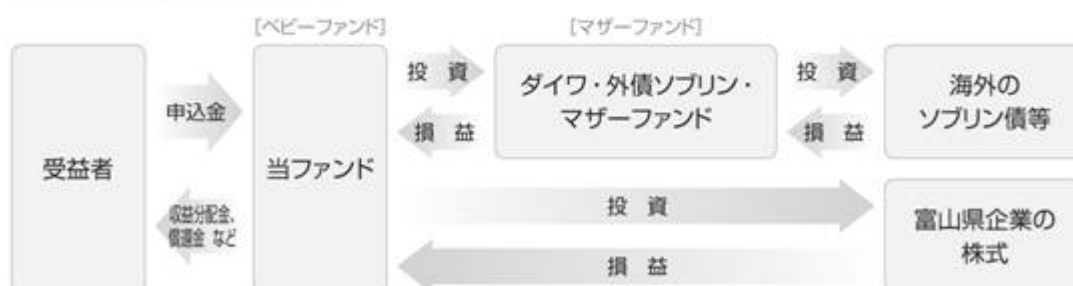 [ベビーファンド]
[マザーファンド]
受益者
申込金
収益分配金、
償還金 など
当ファンド
投 資
損 益
ダイワ・外債ソブリン・
マザーファンド
投 資
損 益
海外の
ソブリン債等
投 資
損 益
富山県企業の
株式